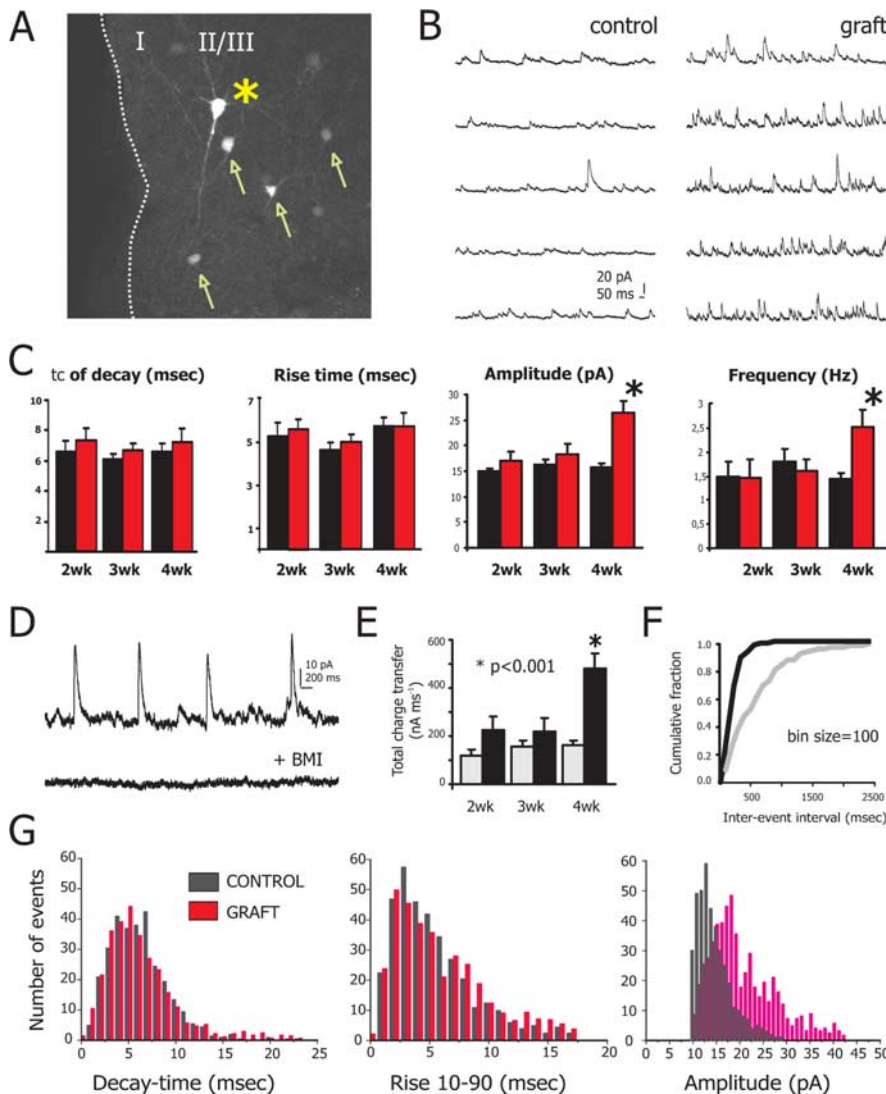 A
I
II/III
*
B
control
graft
20 pA
50 ms
C
tc of decay (msec)
10
8
6
4
2
2wk
3wk
4wk
Rise time (msec)
7
5
3
1
2wk
3wk
4wk
Amplitude (pA)
*
30
25
20
15
10
5
0
2wk
3wk
4wk
Frequency (Hz)
*
3
2,5
2
1,5
1
0,5
0
2wk
3wk
4wk
D
10 pA
200 ms
+ BMI
E
Total charge transfer
(nA ms⁻¹)
600
400
200
0
* p<0.001
*
2wk
3wk
4wk
F
Cumulative fraction
1.0
0.8
0.6
0.4
0.2
0.0
bin size=100
500
1500
2500
Inter-event interval (msec)
G
Number of events
60
50
40
30
20
10
0
CONTROL
GRAFT
0
5
10
15
20
25
Decay-time (msec)
60
50
40
30
20
10
0
0
5
10
15
20
Rise 10-90 (msec)
60
50
40
30
20
10
0
0
5
10
15
20
25
30
35
40
45
50
Amplitude (pA)